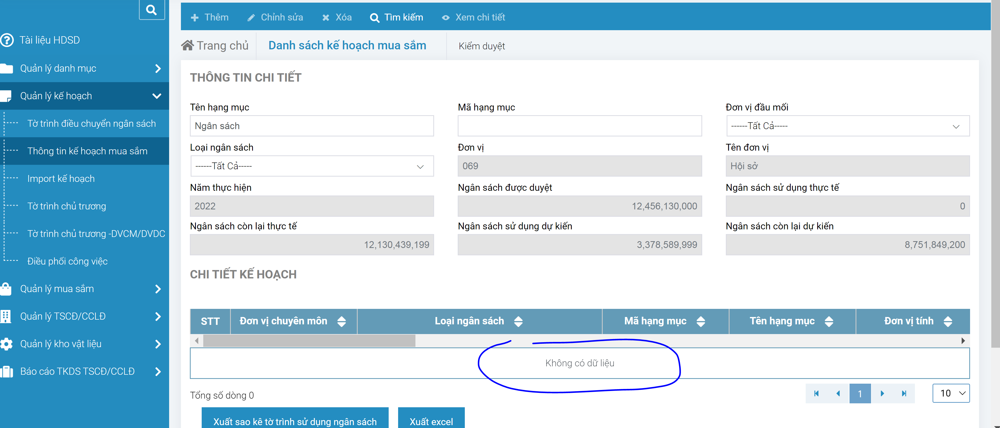 Thêm
Chỉnh sửa
Xóa
Tìm kiếm
Xem chi tiết
Tài liệu HDSD
Quản lý danh mục
Quản lý kế hoạch
Tờ trình điều chuyển ngân sách
Thông tin kế hoạch mua sắm
Import kế hoạch
Tờ trình chủ trương
Tờ trình chủ trương -DVCM/DVDC
Điều phối công việc
Quản lý mua sắm
Quản lý TSCĐ/CCLĐ
Quản lý kho vật liệu
Báo cáo TKDS TSCĐ/CCLĐ
Trang chủ
Danh sách kế hoạch mua sắm
Kiểm duyệt
THÔNG TIN CHI TIẾT
Tên hạng mục
Ngân sách
Mã hạng mục
Đơn vị đầu mối
------Tất Cả-----
Loại ngân sách
------Tất Cả-----
Đơn vị
069
Tên đơn vị
Hội sở
Năm thực hiện
2022
Ngân sách được duyệt
12,456,130,000
Ngân sách sử dụng thực tế
0
Ngân sách còn lại thực tế
12,130,439,199
Ngân sách sử dụng dự kiến
3,378,589,999
Ngân sách còn lại dự kiến
8,751,849,200
CHI TIẾT KẾ HOẠCH
STT
Đơn vị chuyên môn
Loại ngân sách
Mã hạng mục
Tên hạng mục
Đơn vị tính
Không có dữ liệu
Tổng số dòng 0
1
10
Xuất sao kê tờ trình sử dụng ngân sách
Xuất excel